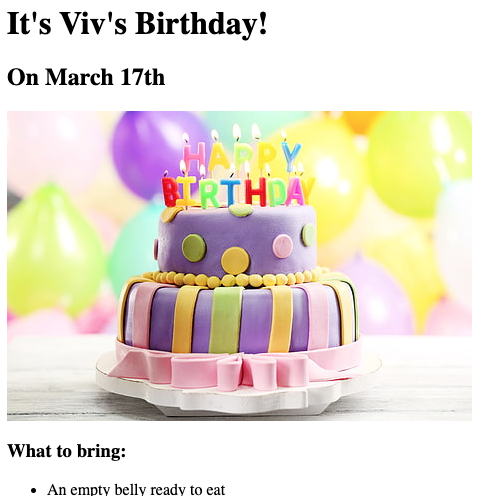 It's Viv's Birthday!
On March 17th
HAPPY
BIRTHDAY
What to bring:
An empty belly ready to eat